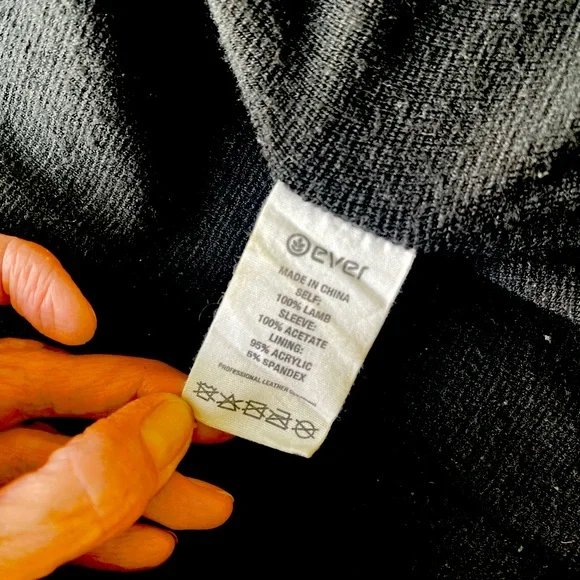 ever
MADE IN CHINA
SELF:
100% LAMB
SLEEVE:
100% ACETATE
LINING:
95% ACRYLIC
5% SPANDEX
PROFESSIONAL LEATHER